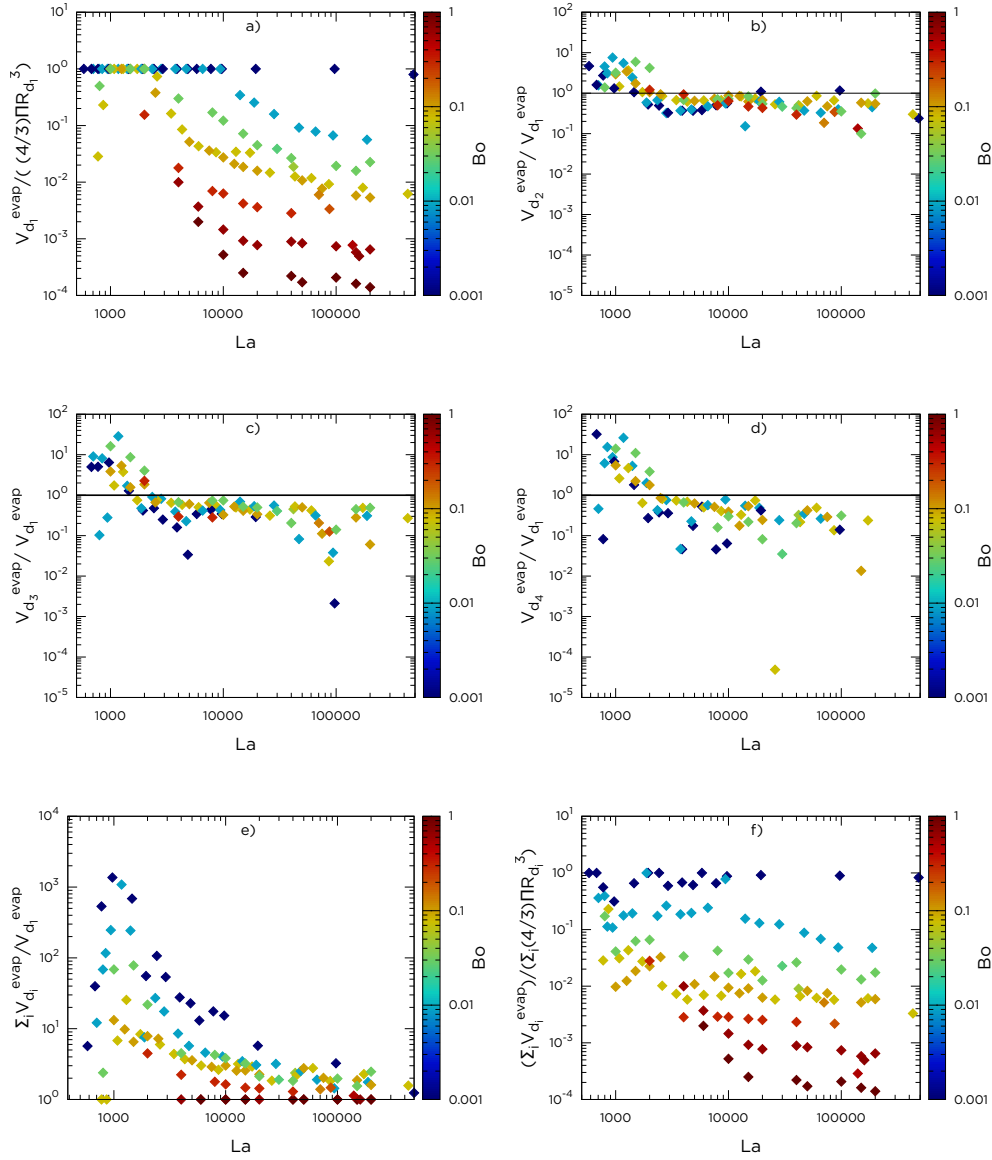 a)
V_{d_1}^{evap}/( (4/3)ΠR_{d_1}^3)
10^1
10^0
10^{-1}
10^{-2}
10^{-3}
10^{-4}
1000 10000 100000
La
1
0.1
0.01
0.001
Bo
b)
V_{d_2}^{evap}/ V_{d_1}^{evap}
10^2
10^1
10^0
10^{-1}
10^{-2}
10^{-3}
10^{-4}
10^{-5}
1000 10000 100000
La
1
0.1
0.01
0.001
Bo
c)
V_{d_3}^{evap}/ V_{d_1}^{evap}
10^2
10^1
10^0
10^{-1}
10^{-2}
10^{-3}
10^{-4}
10^{-5}
1000 10000 100000
La
1
0.1
0.01
0.001
Bo
d)
V_{d_4}^{evap}/ V_{d_1}^{evap}
10^2
10^1
10^0
10^{-1}
10^{-2}
10^{-3}
10^{-4}
10^{-5}
1000 10000 100000
La
1
0.1
0.01
0.001
Bo
e)
Σ_i V_{d_i}^{evap}/V_{d_1}^{evap}
10^4
10^3
10^2
10^1
10^0
1000 10000 100000
La
1
0.1
0.01
0.001
Bo
f)
(Σ_i V_{d_i}^{evap})/(Σ_i(4/3)ΠR_{d_i}^3)
10^1
10^0
10^{-1}
10^{-2}
10^{-3}
10^{-4}
1000 10000 100000
La
1
0.1
0.01
0.001
Bo